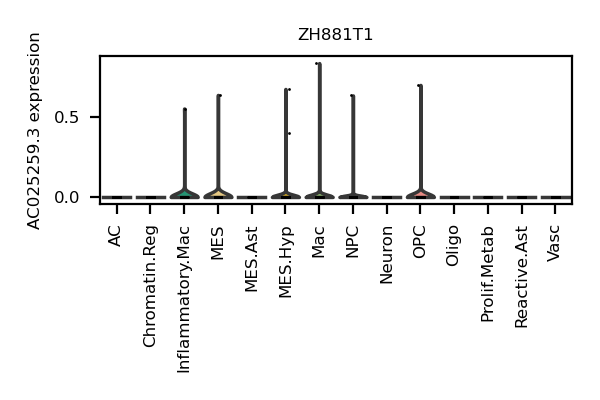 ZH881T1
AC025259.3 expression
0.5
0.0
AC
Chromatin.Reg
Inflammatory.Mac
MES
MES.Ast
MES.Hyp
Mac
NPC
Neuron
OPC
Oligo
Prolif.Metab
Reactive.Ast
Vasc